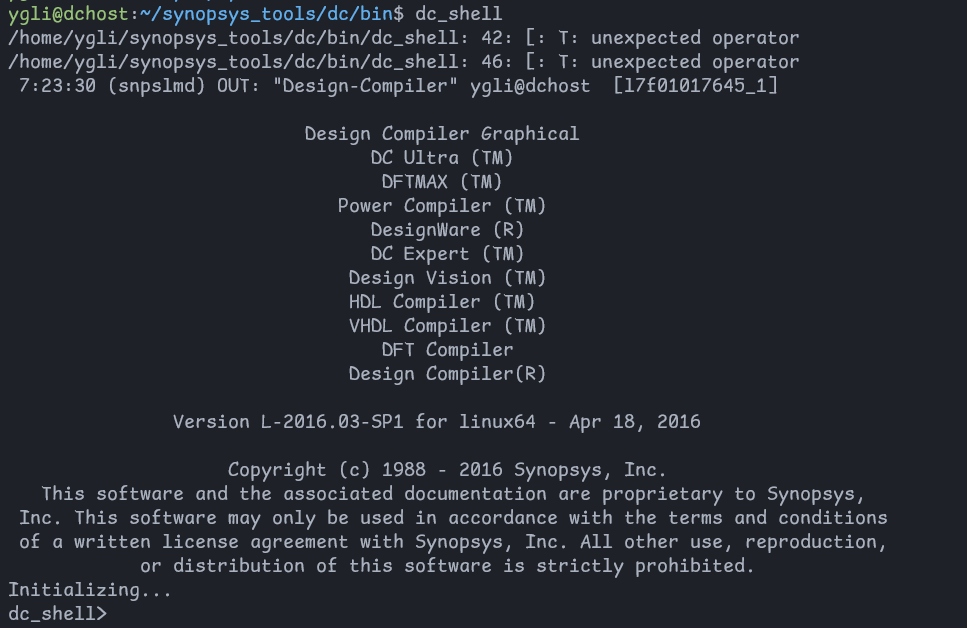 ygli@dchost:~/synopsys_tools/dc/bin$ dc_shell
/home/ygli/synopsys_tools/dc/bin/dc_shell: 42: [: T: unexpected operator
/home/ygli/synopsys_tools/dc/bin/dc_shell: 46: [: T: unexpected operator
7:23:30 (snpslmd) OUT: "Design-Compiler" ygli@dchost [l7f01017645_1]
Design Compiler Graphical
DC Ultra (TM)
DFTMAX (TM)
Power Compiler (TM)
DesignWare (R)
DC Expert (TM)
Design Vision (TM)
HDL Compiler (TM)
VHDL Compiler (TM)
DFT Compiler
Design Compiler(R)
Version L-2016.03-SP1 for linux64 - Apr 18, 2016
Copyright (c) 1988 - 2016 Synopsys, Inc.
This software and the associated documentation are proprietary to Synopsys,
Inc. This software may only be used in accordance with the terms and conditions
of a written license agreement with Synopsys, Inc. All other use, reproduction,
or distribution of this software is strictly prohibited.
Initializing...
dc_shell>